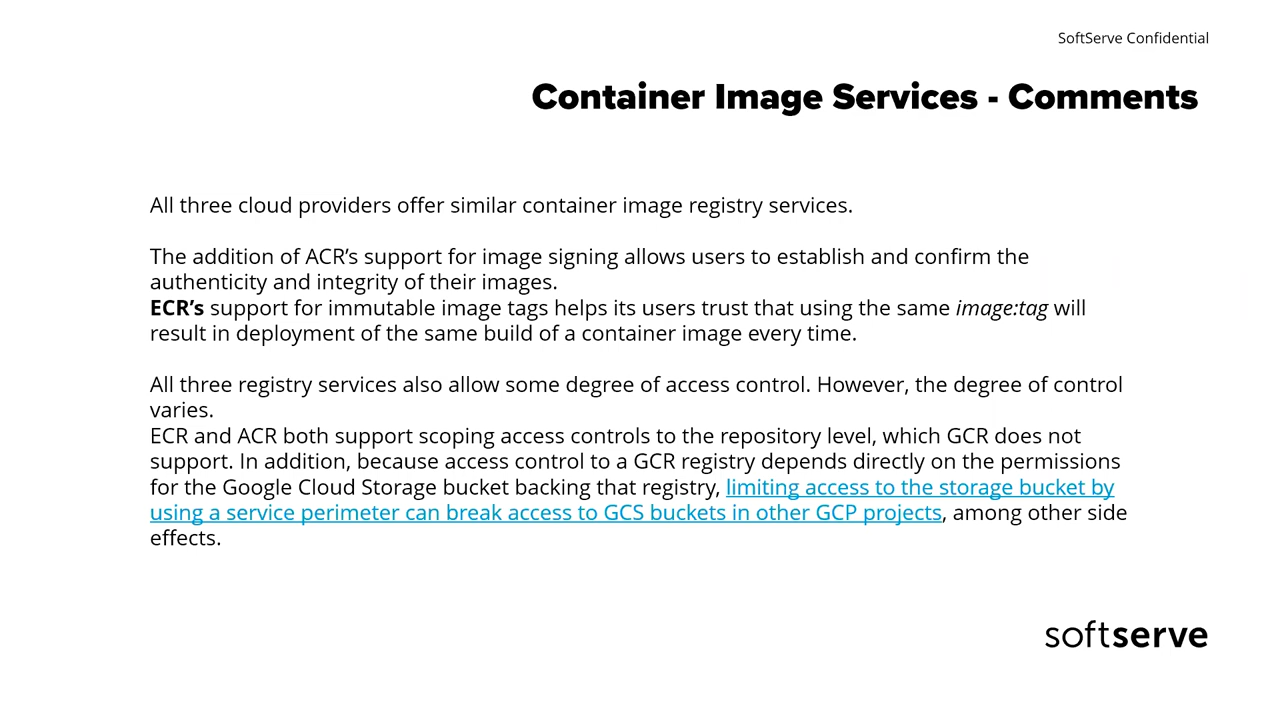 SoftServe Confidential
Container Image Services - Comments
All three cloud providers offer similar container image registry services.
The addition of ACR’s support for image signing allows users to establish and confirm the
authenticity and integrity of their images.
ECR’s support for immutable image tags helps its users trust that using the same image:tag will
result in deployment of the same build of a container image every time.
All three registry services also allow some degree of access control. However, the degree of control
varies.
ECR and ACR both support scoping access controls to the repository level, which GCR does not
support. In addition, because access control to a GCR registry depends directly on the permissions
for the Google Cloud Storage bucket backing that registry, limiting access to the storage bucket by
using a service perimeter can break access to GCS buckets in other GCP projects, among other side
effects.
softserve